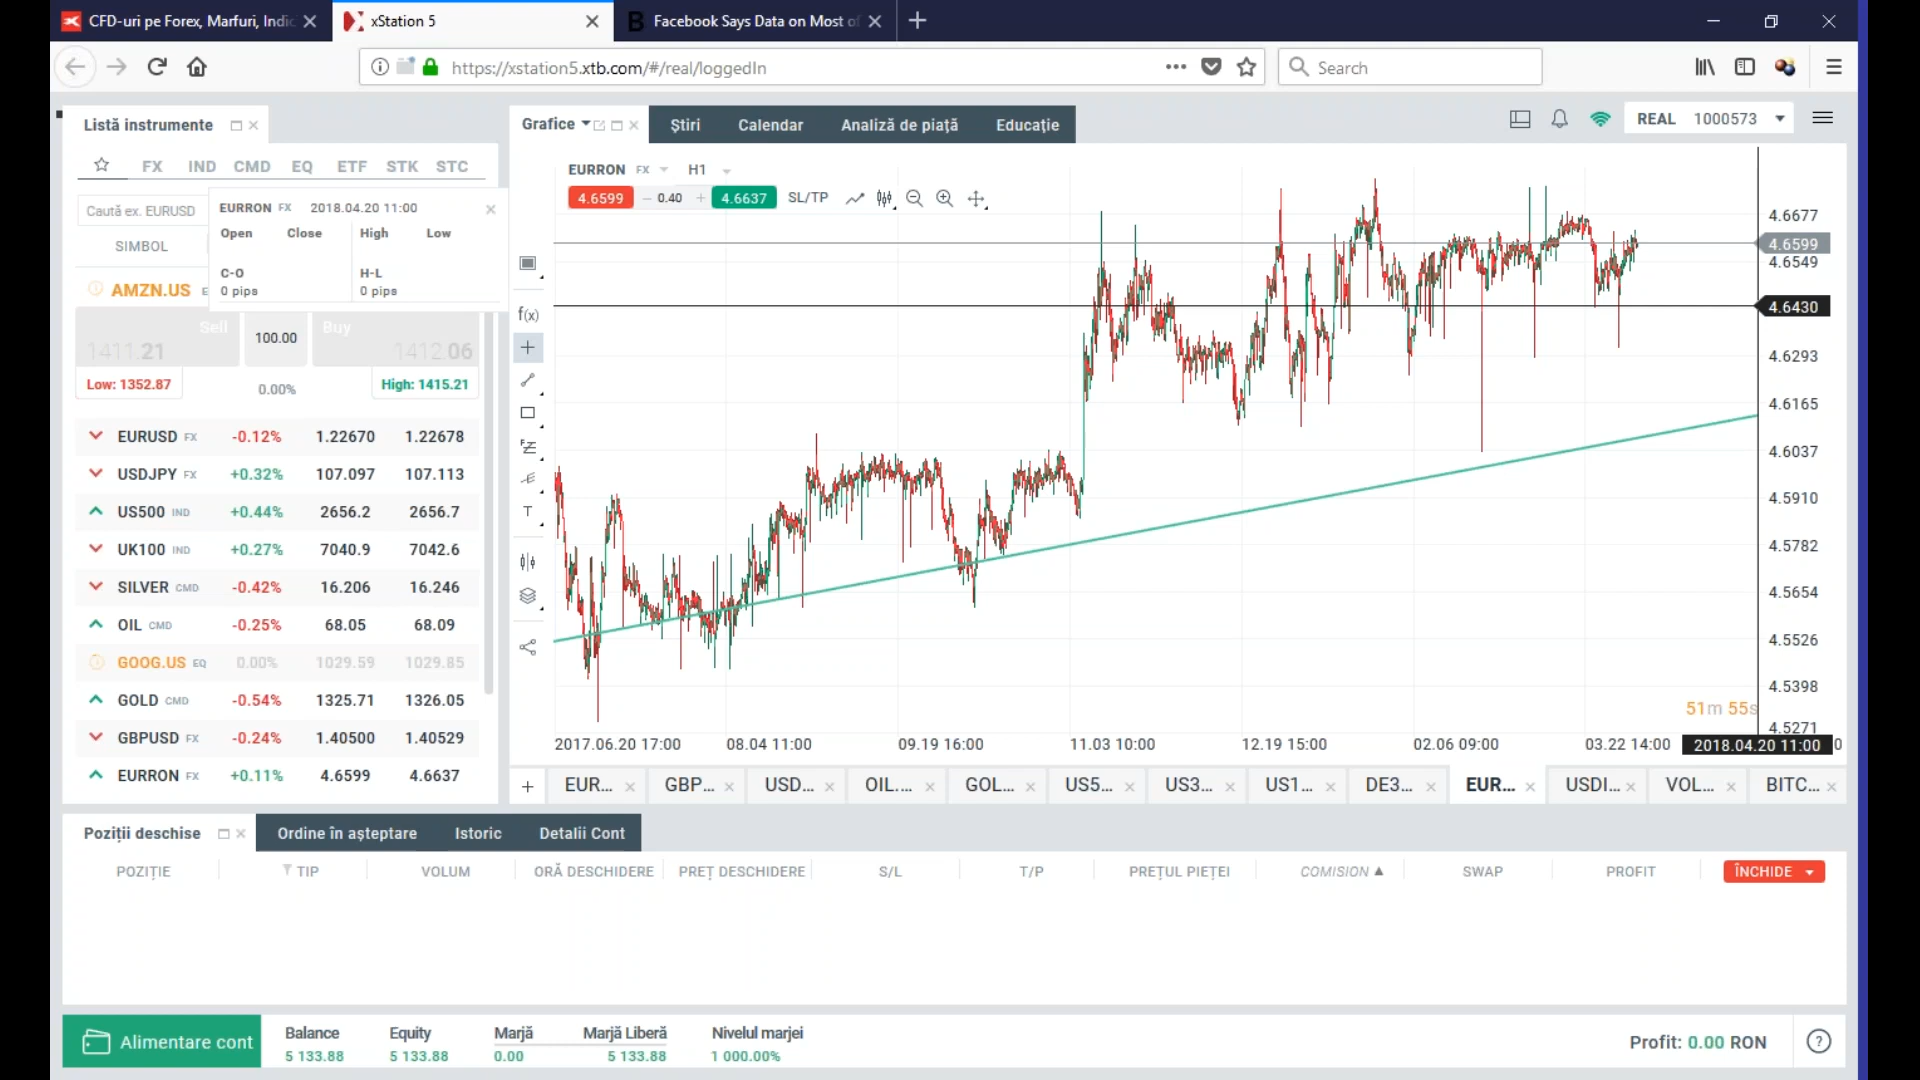 CFD-uri pe Forex, Marfuri, Indic
xStation 5
Facebook Says Data on Most of
https://xstation5.xtb.com/#/real/loggedIn
Search
Listă instrumente
Grafice
Știri
Calendar
Analiză de piață
Educație
REAL 1000573
FX IND CMD EQ ETF STK STC
EURRON FX H1
4.6599 − 0.40 + 4.6637 SL/TP
Caută ex. EURUSD
EURRON FX 2018.04.20 11:00
Open Close High Low
C-O H-L
0 pips 0 pips
SIMBOL
AMZN.US E
Sell Buy
1411.21 100.00 1412.06
Low: 1352.87 0.00% High: 1415.21
EURUSD FX -0.12% 1.22670 1.22678
USDJPY FX +0.32% 107.097 107.113
US500 IND +0.44% 2656.2 2656.7
UK100 IND +0.27% 7040.9 7042.6
SILVER CMD -0.42% 16.206 16.246
OIL CMD -0.25% 68.05 68.09
GOOG.US EQ 0.00% 1029.59 1029.85
GOLD CMD -0.54% 1325.71 1326.05
GBPUSD FX -0.24% 1.40500 1.40529
EURRON FX +0.11% 4.6599 4.6637
f(x)
T
4.6677
4.6599
4.6549
4.6430
4.6293
4.6165
4.6037
4.5910
4.5782
4.5654
4.5526
4.5398
4.5271
51m 55s
2017.06.20 17:00 08.04 11:00 09.19 16:00 11.03 10:00 12.19 15:00 02.06 09:00 03.22 14:00 2018.04.20 11:00 0
+ EUR... GBP... USD... OIL.... GOL... US5... US3... US1... DE3... EUR... USDI... VOL... BITC...
Poziții deschise
Ordine în așteptare
Istoric
Detalii Cont
POZIȚIE TIP VOLUM ORĂ DESCHIDERE PREȚ DESCHIDERE S/L T/P PREȚUL PIEȚEI COMISION ▲ SWAP PROFIT ÎNCHIDE
Alimentare cont
Balance Equity Marjă Marjă Liberă Nivelul marjei
5 133.88 5 133.88 0.00 5 133.88 1 000.00%
Profit: 0.00 RON
?